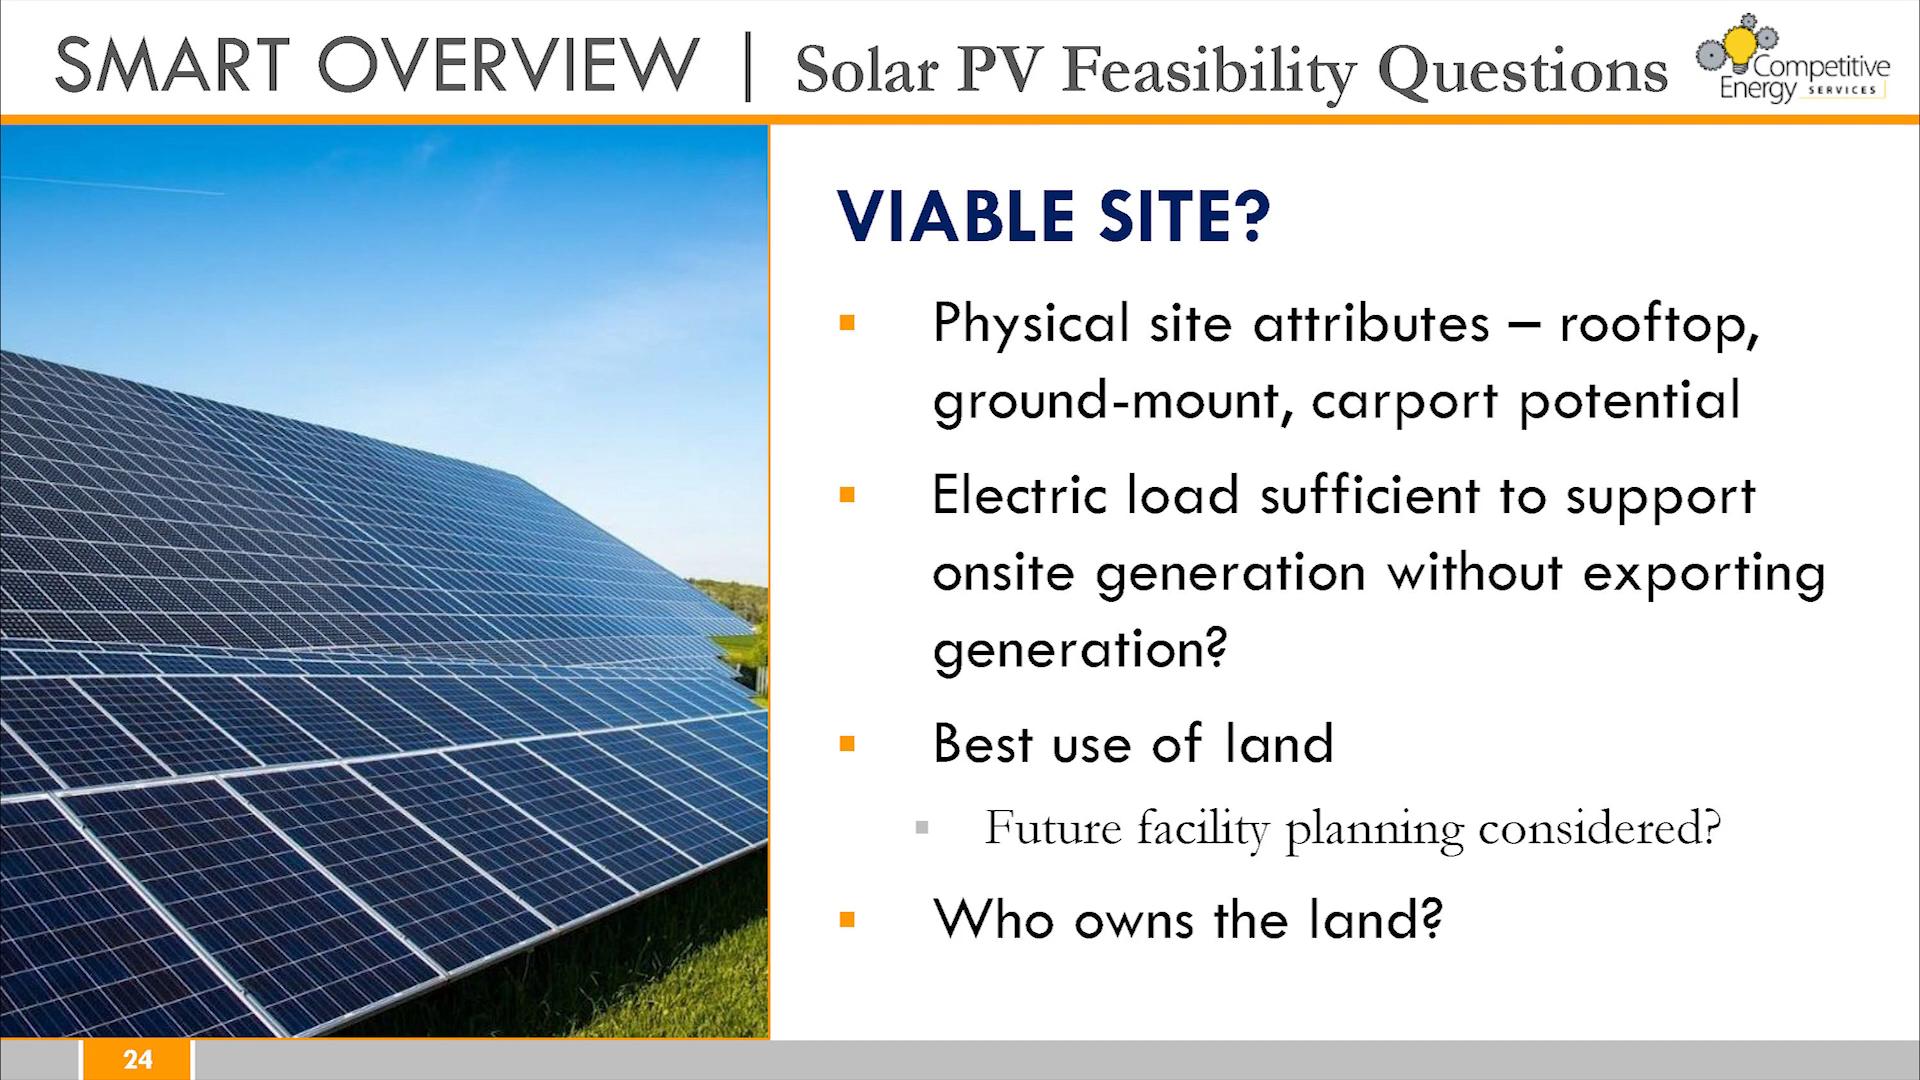 SMART OVERVIEW | Solar PV Feasibility Questions
Competitive
Energy SERVICES
VIABLE SITE?
Physical site attributes – rooftop,
ground-mount, carport potential
Electric load sufficient to support
onsite generation without exporting
generation?
Best use of land
Future facility planning considered?
Who owns the land?
24